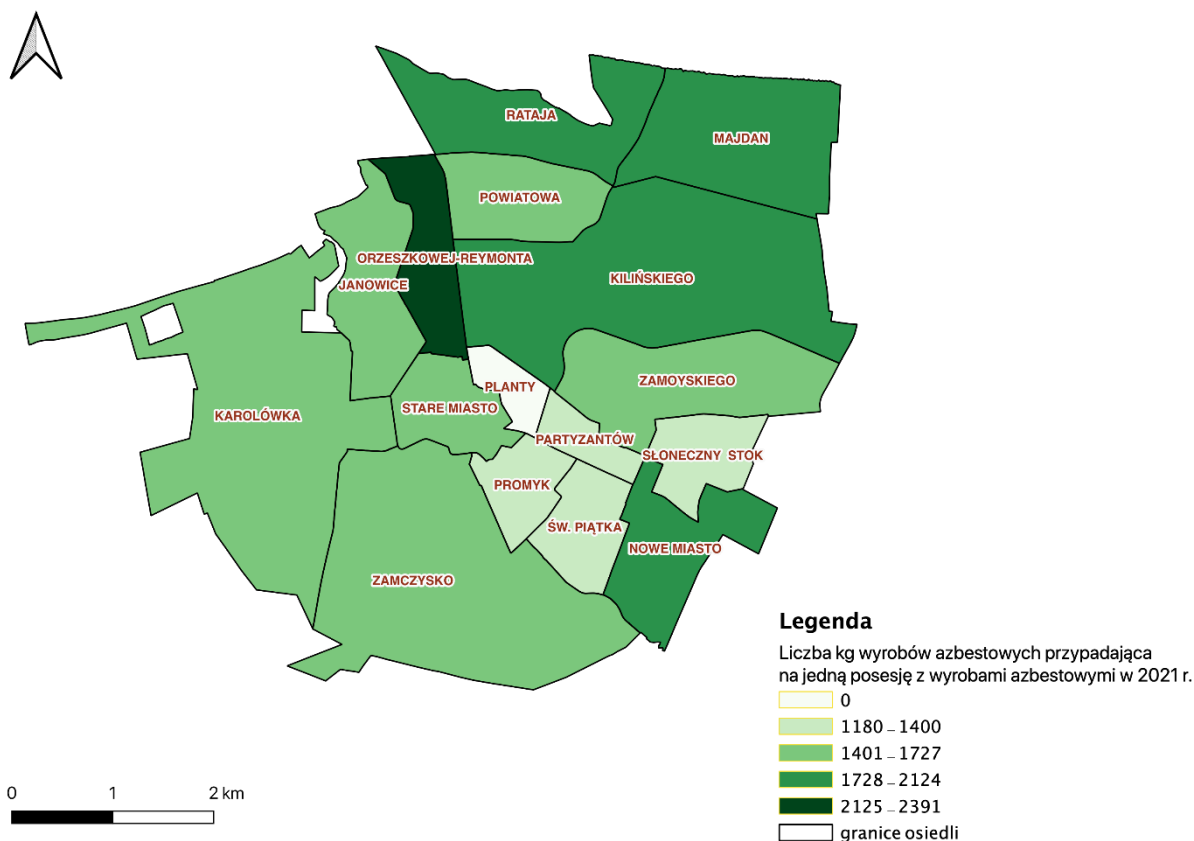 RATAJA
MAJDAN
POWIATOWA
ORZESZKOWEJ-REYMONTA
KILIŃSKIEGO
JANOWICE
ZAMOYSKIEGO
PLANTY
STARE MIASTO
KAROLÓWKA
PARTYZANTÓW
SŁONECZNY STOK
PROMYK
ŚW. PIĄTKA
NOWE MIASTO
ZAMCZYSKO
Legenda
Liczba kg wyrobów azbestowych przypadająca
na jedną posesję z wyrobami azbestowymi w 2021 r.
0
1180 – 1400
1401 – 1727
1728 – 2124
2125 – 2391
granice osiedli
0 1 2 km